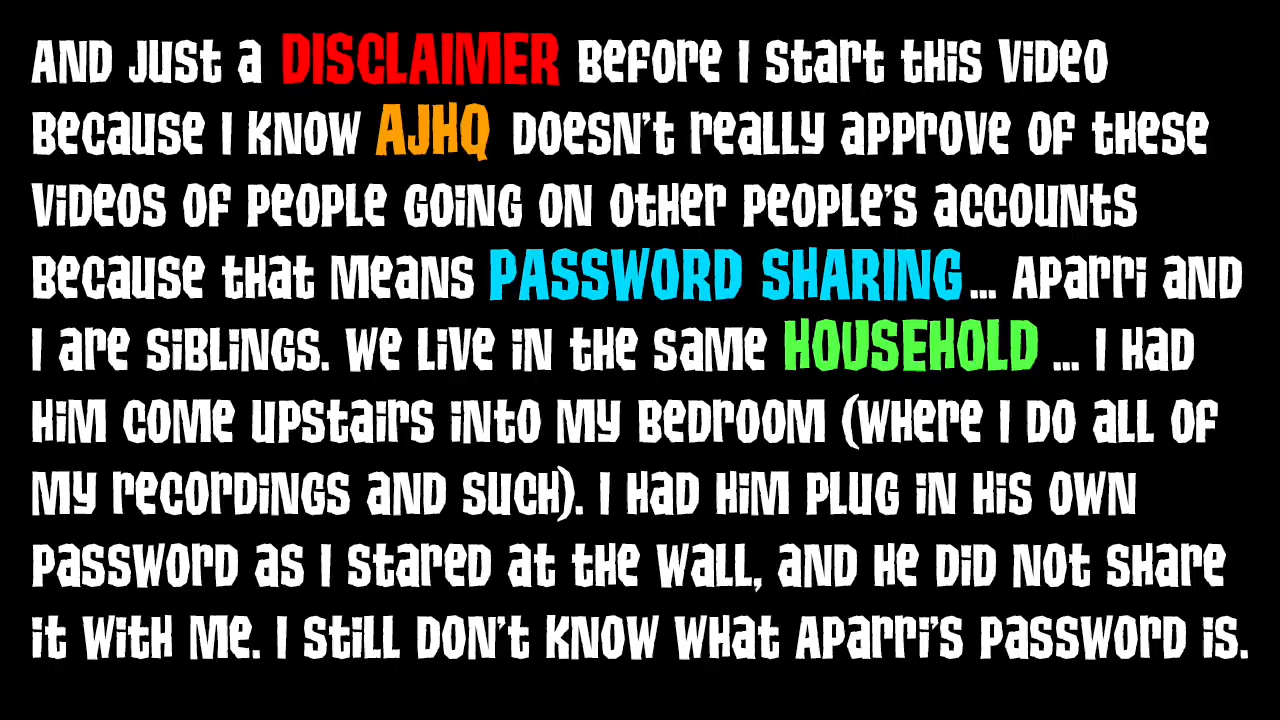 AND JUST A DISCLAIMER BEFORE I START THIS VIDEO
BECAUSE I KNOW AJHQ DOESN'T REALLY APPROVE OF THESE
VIDEOS OF PEOPLE GOING ON OTHER PEOPLE'S ACCOUNTS
BECAUSE THAT MEANS PASSWORD SHARING... APARRI AND
I ARE SIBLINGS. WE LIVE IN THE SAME HOUSEHOLD ... I HAD
HIM COME UPSTAIRS INTO MY BEDROOM (WHERE I DO ALL OF
MY RECORDINGS AND SUCH). I HAD HIM PLUG IN HIS OWN
PASSWORD AS I STARED AT THE WALL, AND HE DID NOT SHARE
IT WITH ME. I STILL DON'T KNOW WHAT APARRI'S PASSWORD IS.